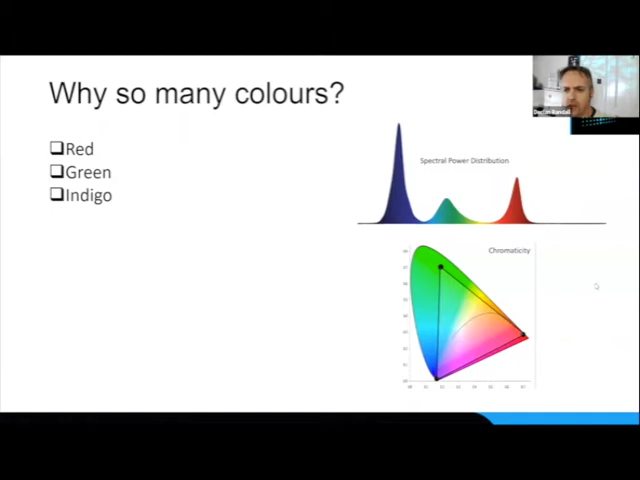 Why so many colours?
Red
Green
Indigo
Spectral Power Distribution
Chromaticity